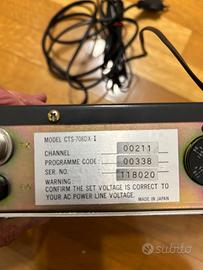 MODEL CTS-708DX-I
CHANNEL 00211
PROGRAMME CODE: 00338
SER. NO. 118020
WARNING:
CONFIRM THE SET VOLTAGE IS CORRECT TO
YOUR AC POWER LINE VOLTAGE.
MADE IN JAPAN
subito